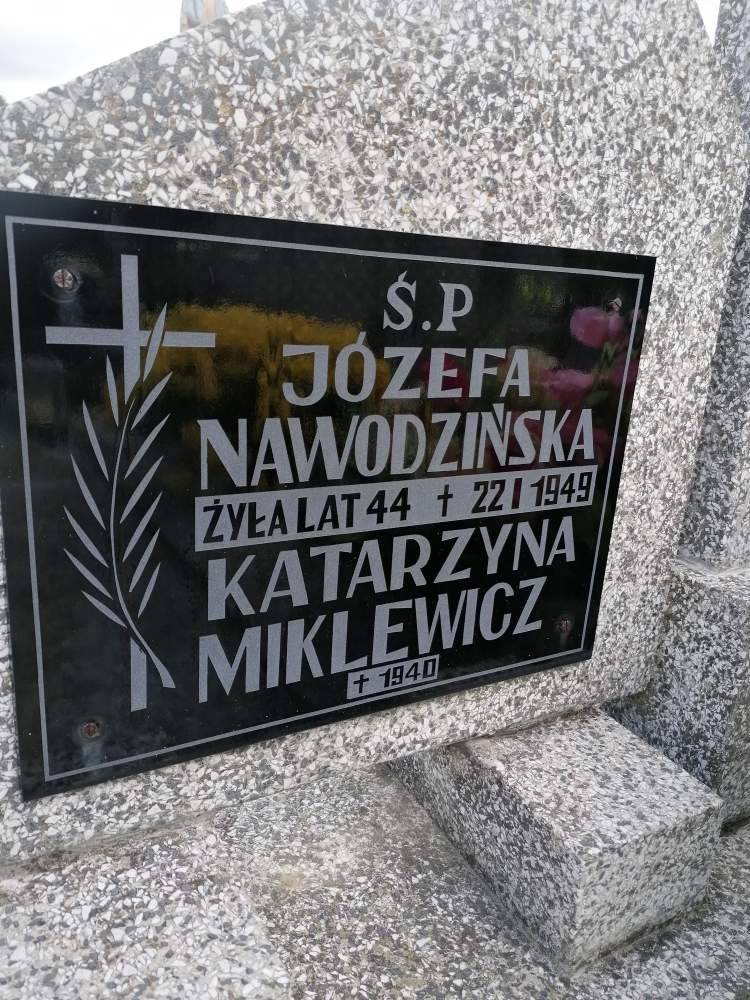 Ś.P
JÓZEFA
NAWODZIŃSKA
ŻYŁA LAT 44 † 22 I 1949
KATARZYNA
MIKLEWICZ
† 1940